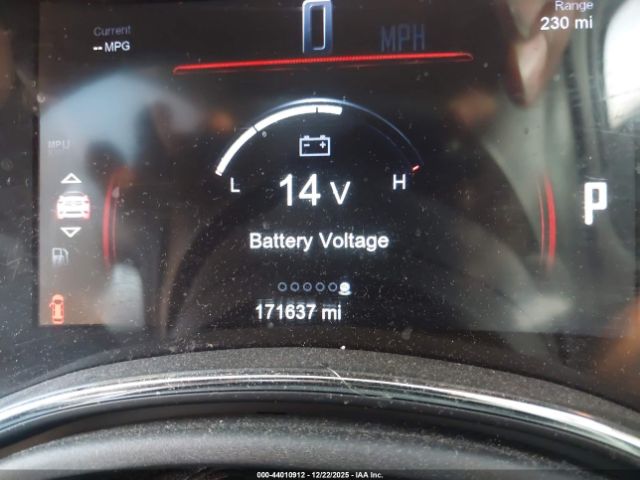 Current
-- MPG
0 MPH
Range
230 mi
MPU
L
H
14 V
Battery Voltage
P
171637 mi
000-44010912 - 12/22/2025 - IAA Inc.